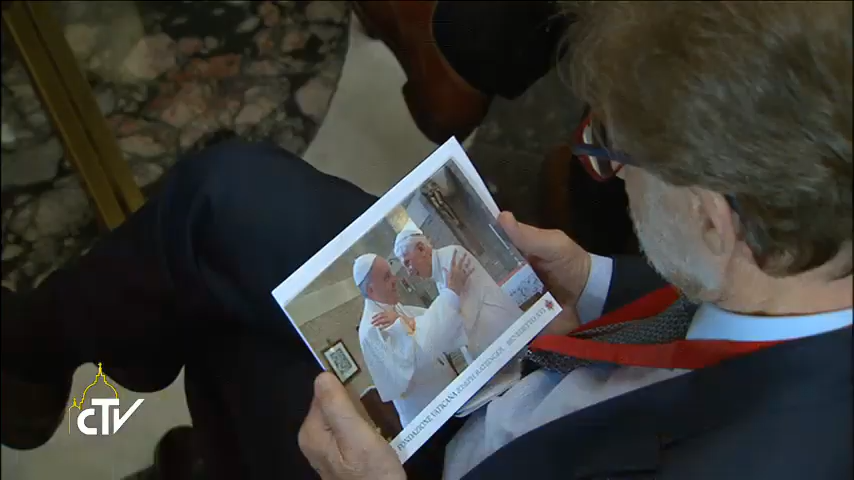 FONDAZIONE VATICANA JOSEPH RATZINGER - BENEDETTO XVI
CTV